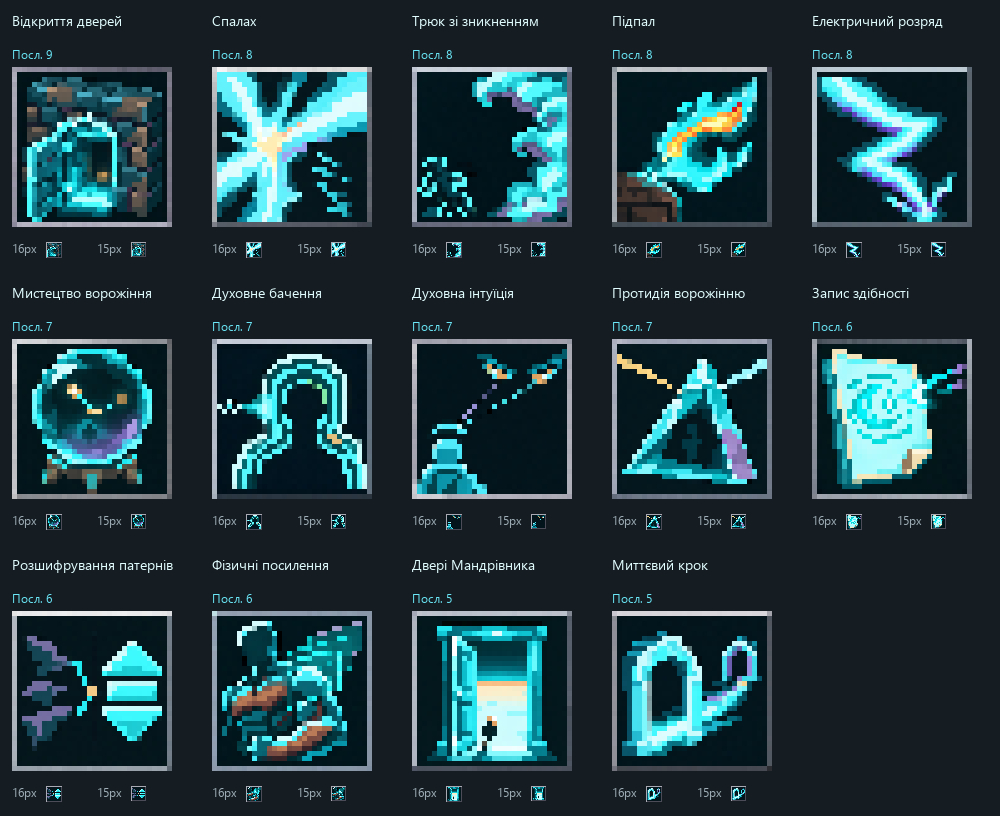 Відкриття дверей
Спалах
Трюк зі зникненням
Підпал
Електричний розряд
Посл. 9
Посл. 8
Посл. 8
Посл. 8
Посл. 8
16px
15px
16px
15px
16px
15px
16px
15px
16px
15px
Мистецтво ворожіння
Духовне бачення
Духовна інтуїція
Протидія ворожінню
Запис здібності
Посл. 7
Посл. 7
Посл. 7
Посл. 7
Посл. 6
16px
15px
16px
15px
16px
15px
16px
15px
16px
15px
Розшифрування патернів
Фізичні посилення
Двері Мандрівника
Миттєвий крок
Посл. 6
Посл. 6
Посл. 5
Посл. 5
16px
15px
16px
15px
16px
15px
16px
15px